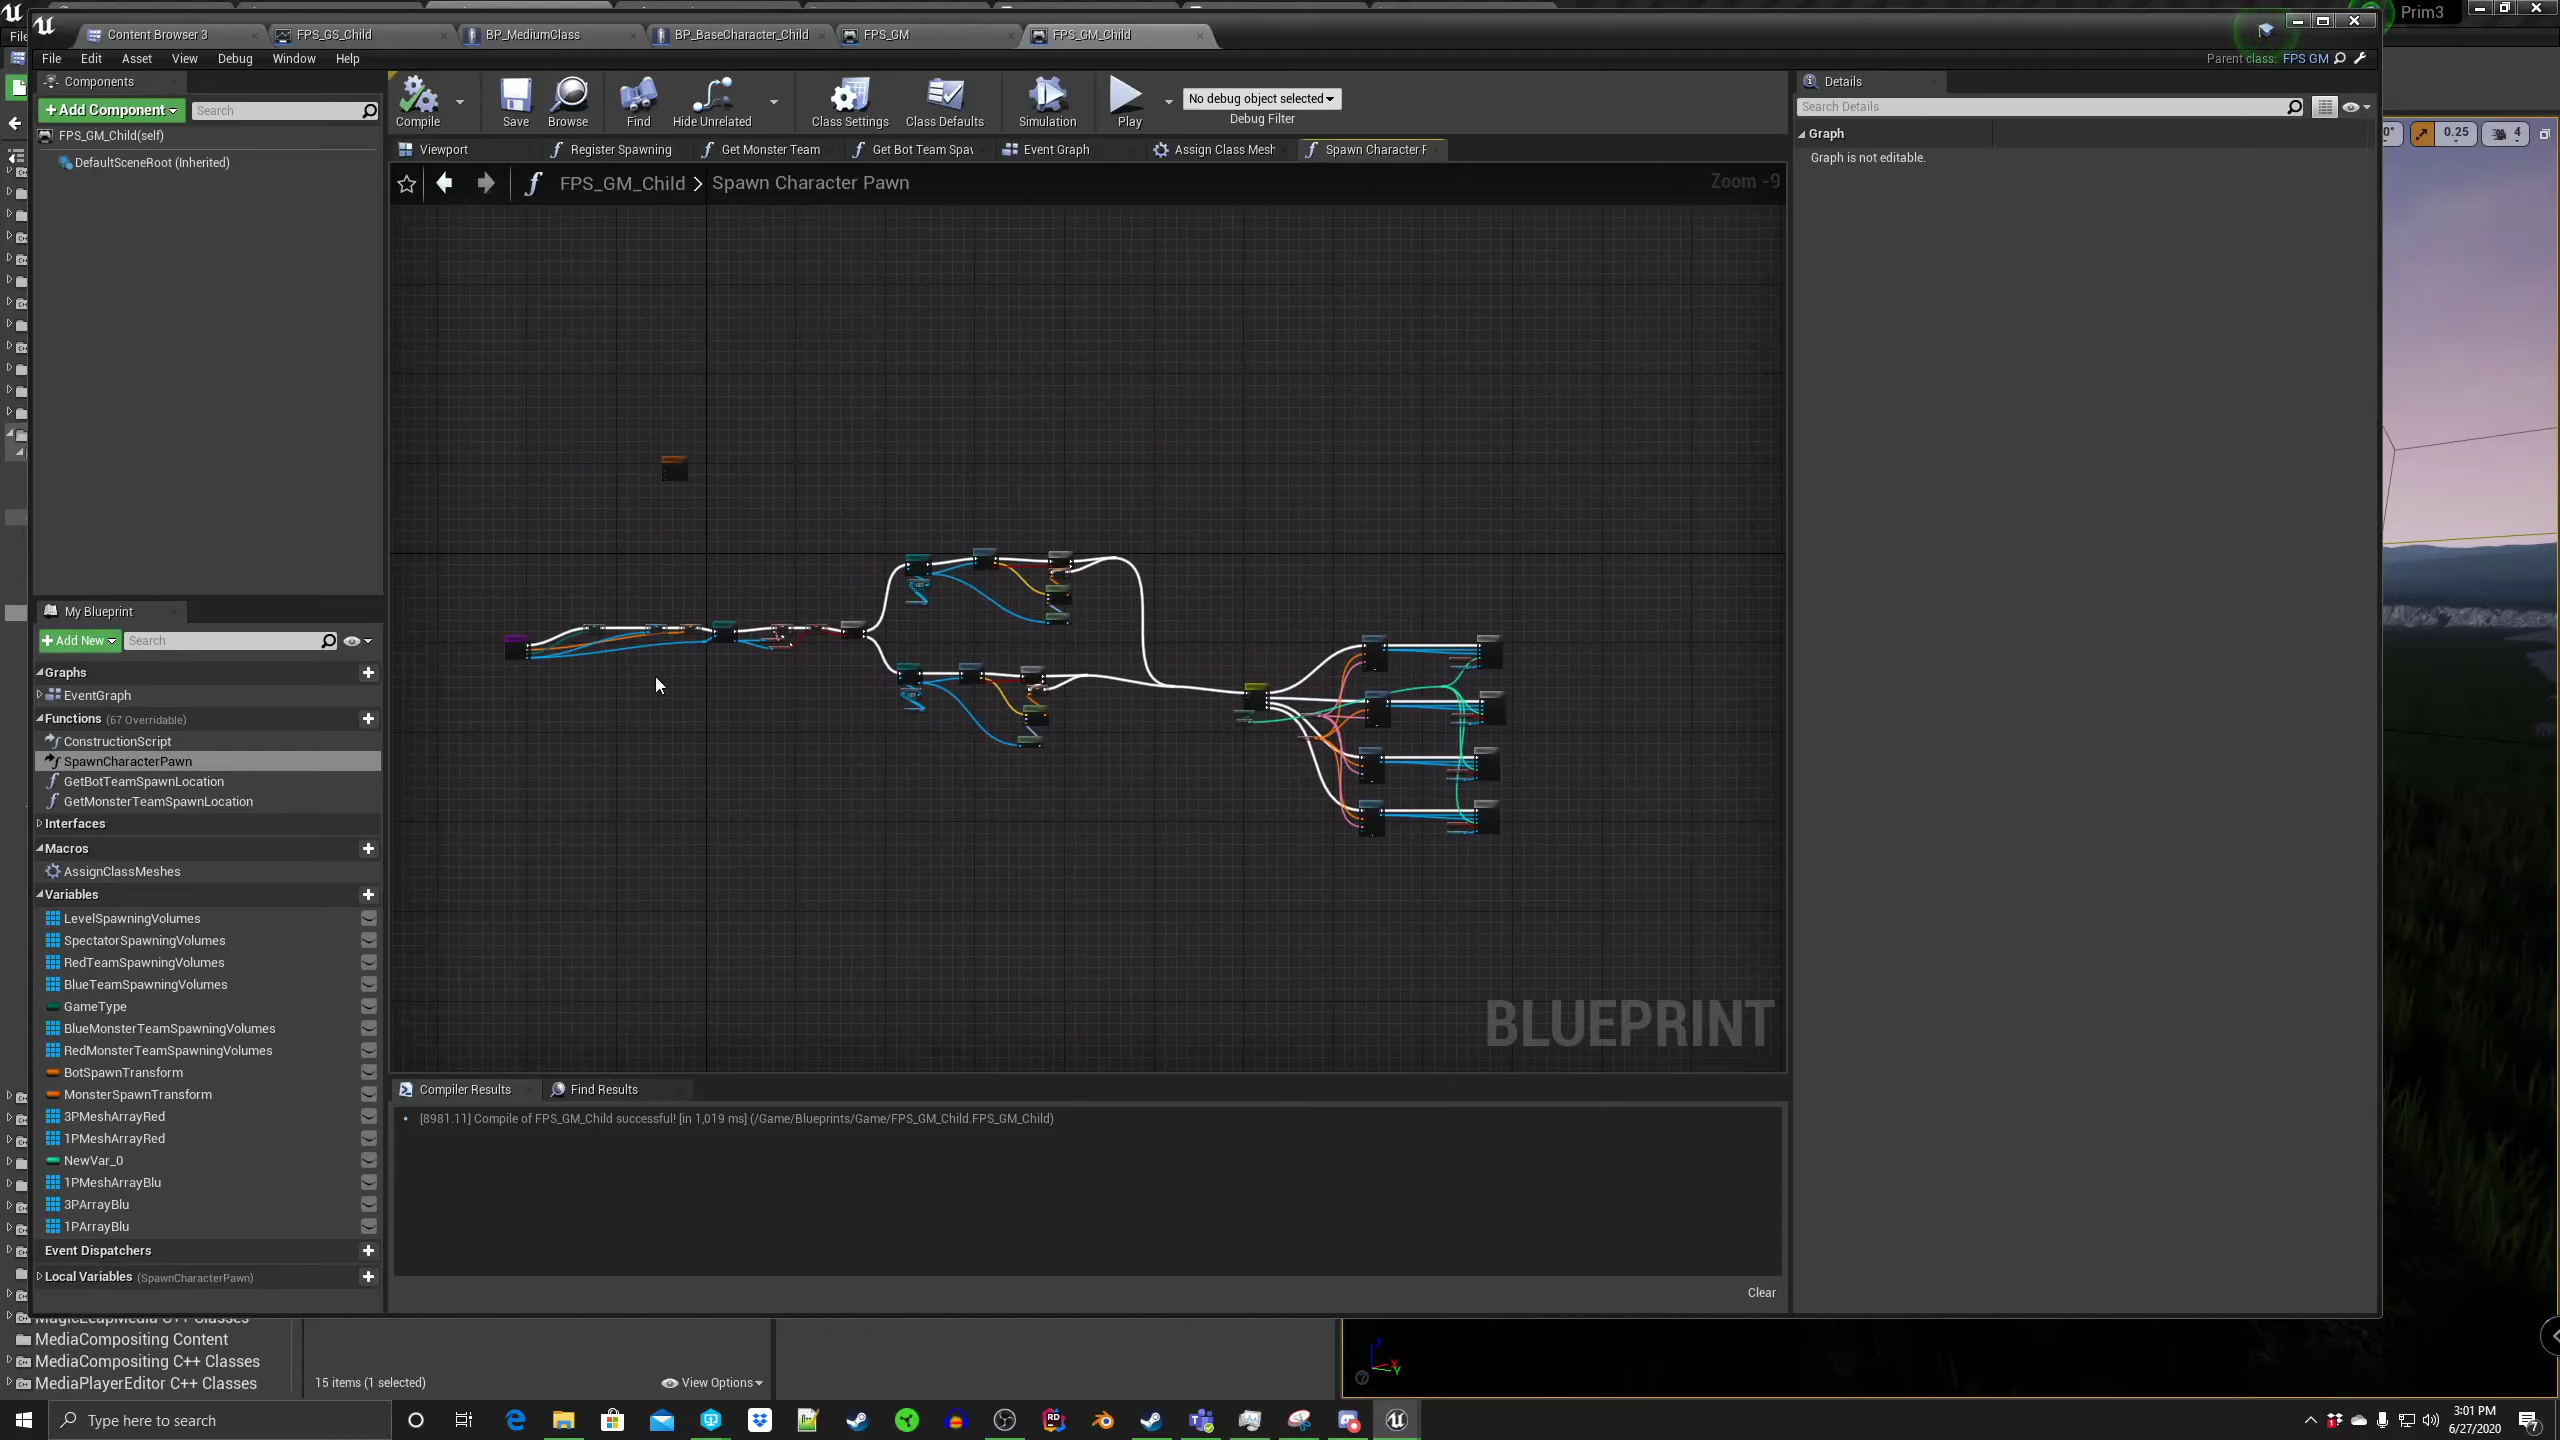 Prim3
Content Browser 3
FPS_GS_Child
BP_MediumClass
BP_BaseCharacter_Child
FPS_GM
FPS_GM_Child
File
Edit
Asset
View
Debug
Window
Help
Parent class: FPS GM
Components
+Add Component
Search
FPS_GM_Child(self)
DefaultSceneRoot (Inherited)
Compile
Save
Browse
Find
Hide Unrelated
Class Settings
Class Defaults
Simulation
Play
No debug object selected
Debug Filter
Viewport
Register Spawning
Get Monster Team
Get Bot Team Spav
Event Graph
Assign Class Mesh
Spawn Character F
FPS_GM_Child > Spawn Character Pawn
Zoom -9
BLUEPRINT
Details
Search Details
Graph
Graph is not editable.
0.25
4
My Blueprint
+Add New
Search
Graphs
EventGraph
Functions (67 Overridable)
ConstructionScript
SpawnCharacterPawn
GetBotTeamSpawnLocation
GetMonsterTeamSpawnLocation
Interfaces
Macros
AssignClassMeshes
Variables
LevelSpawningVolumes
SpectatorSpawningVolumes
RedTeamSpawningVolumes
BlueTeamSpawningVolumes
GameType
BlueMonsterTeamSpawningVolumes
RedMonsterTeamSpawningVolumes
BotSpawnTransform
MonsterSpawnTransform
3PMeshArrayRed
1PMeshArrayRed
NewVar_0
1PMeshArrayBlu
3PArrayBlu
1PArrayBlu
Event Dispatchers
Local Variables (SpawnCharacterPawn)
Compiler Results
Find Results
[8981.11] Compile of FPS_GM_Child successful! [in 1,019 ms] (/Game/Blueprints/Game/FPS_GM_Child.FPS_GM_Child)
Clear
MagicLeapMedia C++ Classes
MediaCompositing Content
MediaCompositing C++ Classes
MediaPlayerEditor C++ Classes
15 items (1 selected)
View Options
Type here to search
3:01 PM
6/27/2020
7